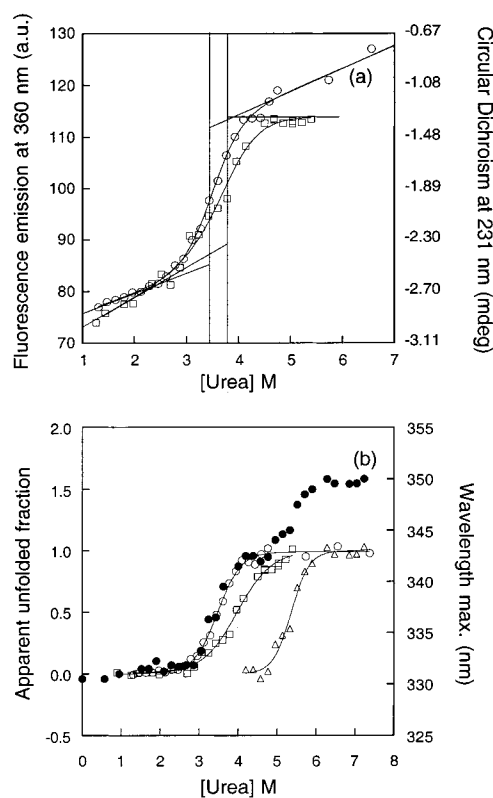 Fluorescence emission at 360 nm (a.u.)
130
120
110
100
90
80
70
(a)
-0.67
-1.08
-1.48
-1.89
-2.30
-2.70
-3.11
Circular Dichroism at 231 nm (mdeg)
1 2 3 4 5 6 7
[Urea] M
Apparent unfolded fraction
2.0
1.5
1.0
0.5
0.0
-0.5
(b)
355
350
345
340
335
330
325
Wavelength max. (nm)
0 1 2 3 4 5 6 7 8
[Urea] M